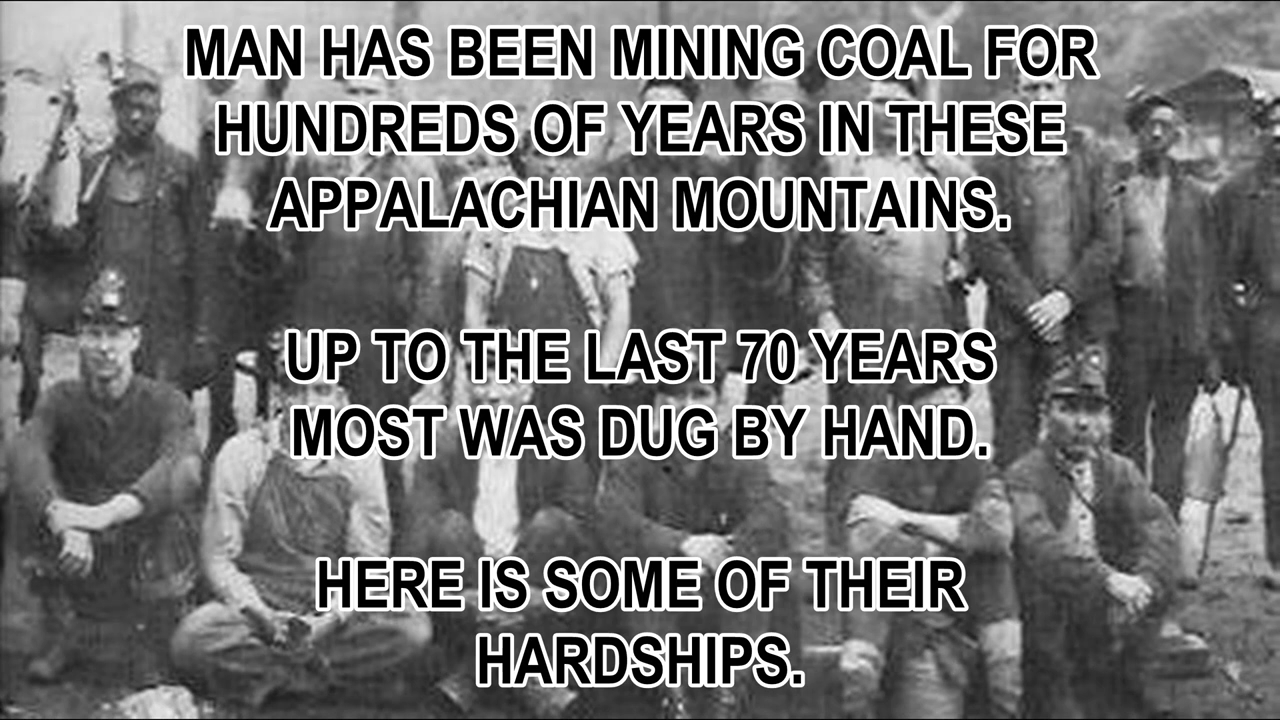 MAN HAS BEEN MINING COAL FOR
HUNDREDS OF YEARS IN THESE
APPALACHIAN MOUNTAINS.
UP TO THE LAST 70 YEARS
MOST WAS DUG BY HAND.
HERE IS SOME OF THEIR
HARDSHIPS.